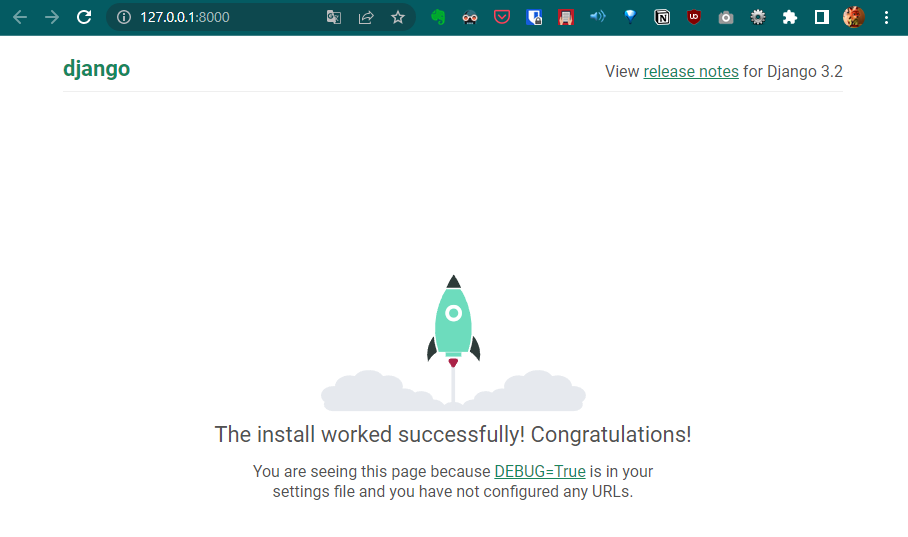 127.0.0.1:8000
django
View release notes for Django 3.2
The install worked successfully! Congratulations!
You are seeing this page because DEBUG=True is in your
settings file and you have not configured any URLs.